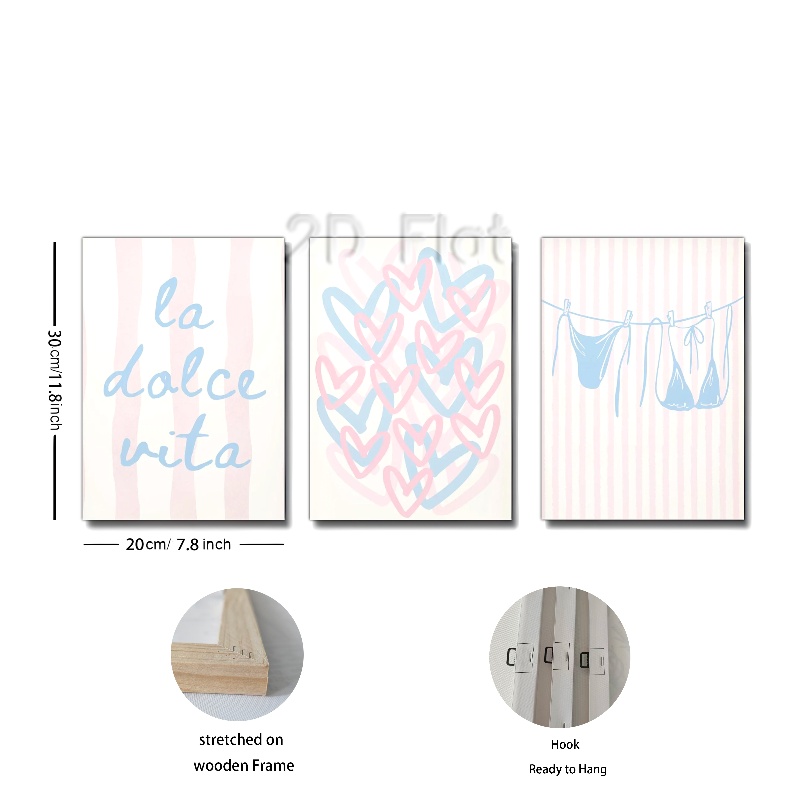 2D Flat
la
dolce
vita
30cm/11.8inch
20cm/ 7.8 inch
stretched on
wooden Frame
Hook
Ready to Hang